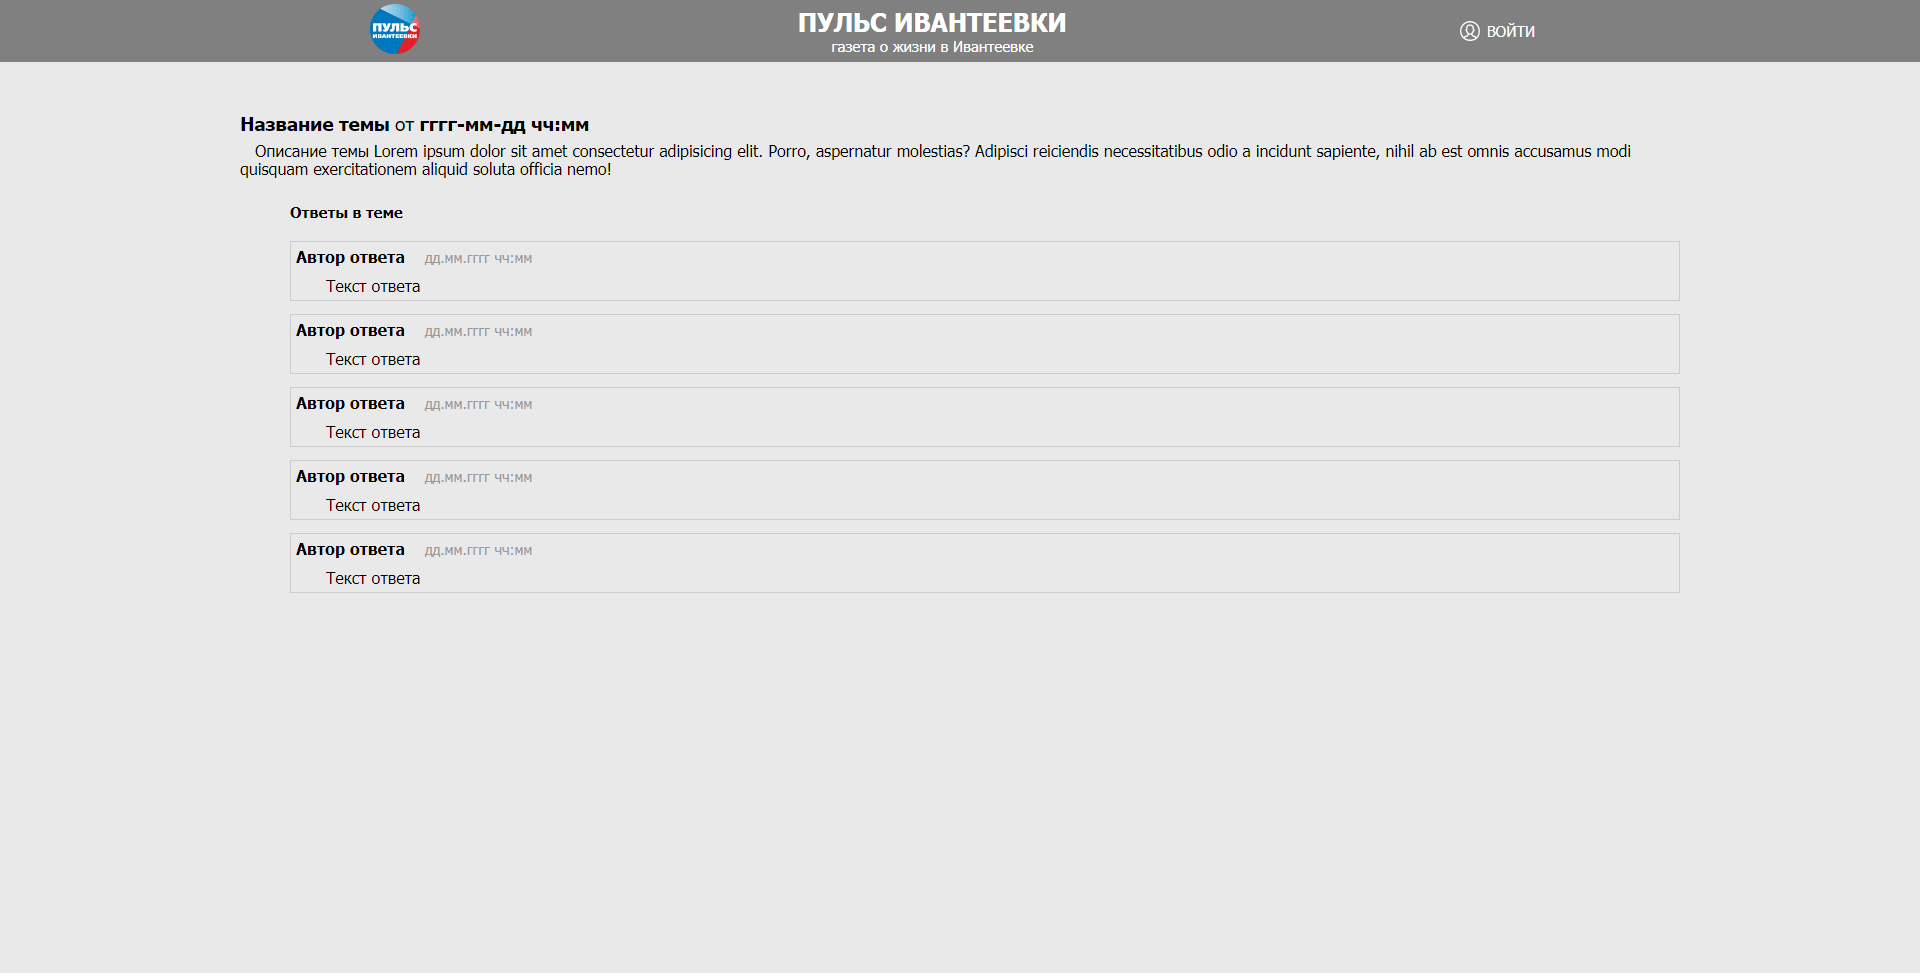 ПУЛЬС
ИВАНТЕЕВКИ
ПУЛЬС ИВАНТЕЕВКИ
газета о жизни в Ивантеевке
ВОЙТИ
Название темы от гггг-мм-дд чч:мм
Описание темы Lorem ipsum dolor sit amet consectetur adipisicing elit. Porro, aspernatur molestias? Adipisci reiciendis necessitatibus odio a incidunt sapiente, nihil ab est omnis accusamus modi
quisquam exercitationem aliquid soluta officia nemo!
Ответы в теме
Автор ответа дд.мм.гггг чч:мм
Текст ответа
Автор ответа дд.мм.гггг чч:мм
Текст ответа
Автор ответа дд.мм.гггг чч:мм
Текст ответа
Автор ответа дд.мм.гггг чч:мм
Текст ответа
Автор ответа дд.мм.гггг чч:мм
Текст ответа